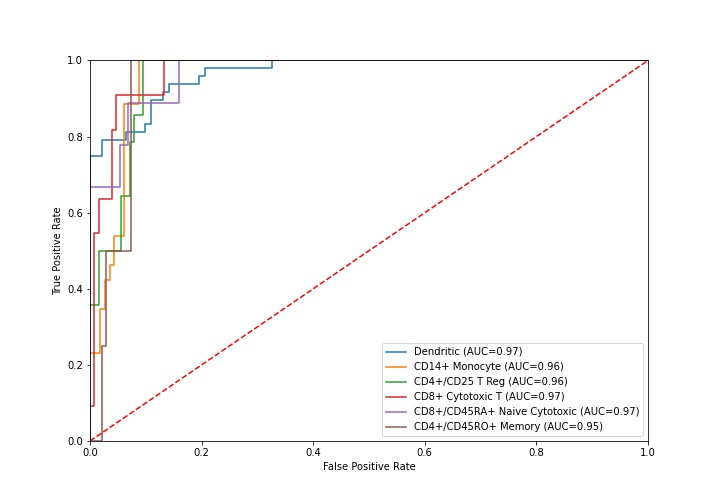 1.0
0.8
0.6
0.4
0.2
0.0
True Positive Rate
Dendritic (AUC=0.97)
CD14+ Monocyte (AUC=0.96)
CD4+/CD25 T Reg (AUC=0.96)
CD8+ Cytotoxic T (AUC=0.97)
CD8+/CD45RA+ Naive Cytotoxic (AUC=0.97)
CD4+/CD45RO+ Memory (AUC=0.95)
0.0 0.2 0.4 0.6 0.8 1.0
False Positive Rate